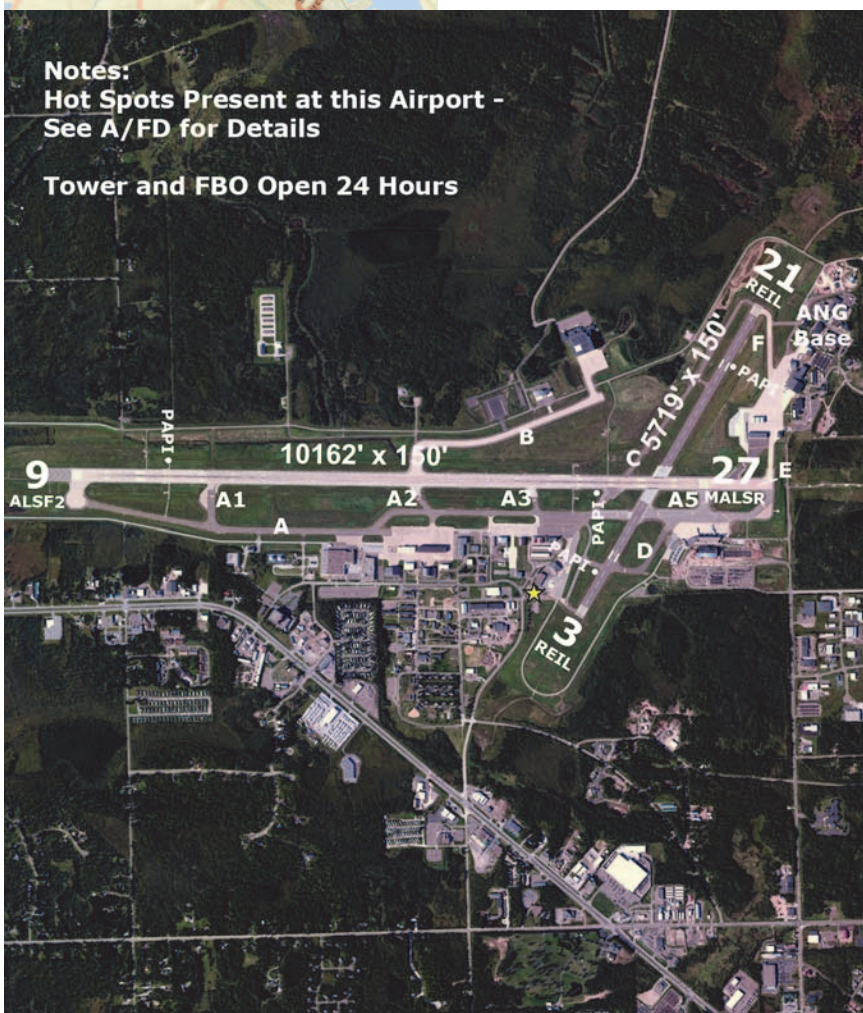 Notes:
Hot Spots Present at this Airport -
See A/FD for Details
Tower and FBO Open 24 Hours
21
REIL
ANG
Base
F
PAPI
5719' x 150'
C
B
PAPI
10162' x 150'
9
ALSF2
27
MALSR
E
A1
A2
A3
A5
A
PAPI
PAPI
D
3
REIL